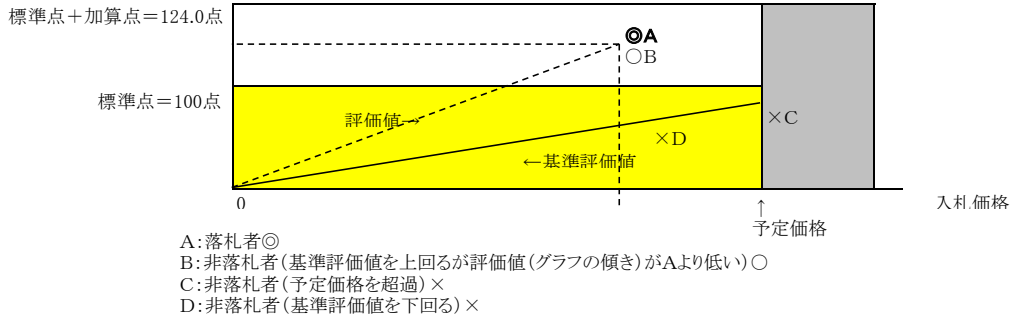 標準点+加算点=124.0点
◎A
○B
標準点=100点
評価値→
×C
×D
←基準評価値
0
入札価格
↑
予定価格
A:落札者◎
B:非落札者(基準評価値を上回るが評価値(グラフの傾き)がAより低い)○
C:非落札者(予定価格を超過)×
D:非落札者(基準評価値を下回る)×